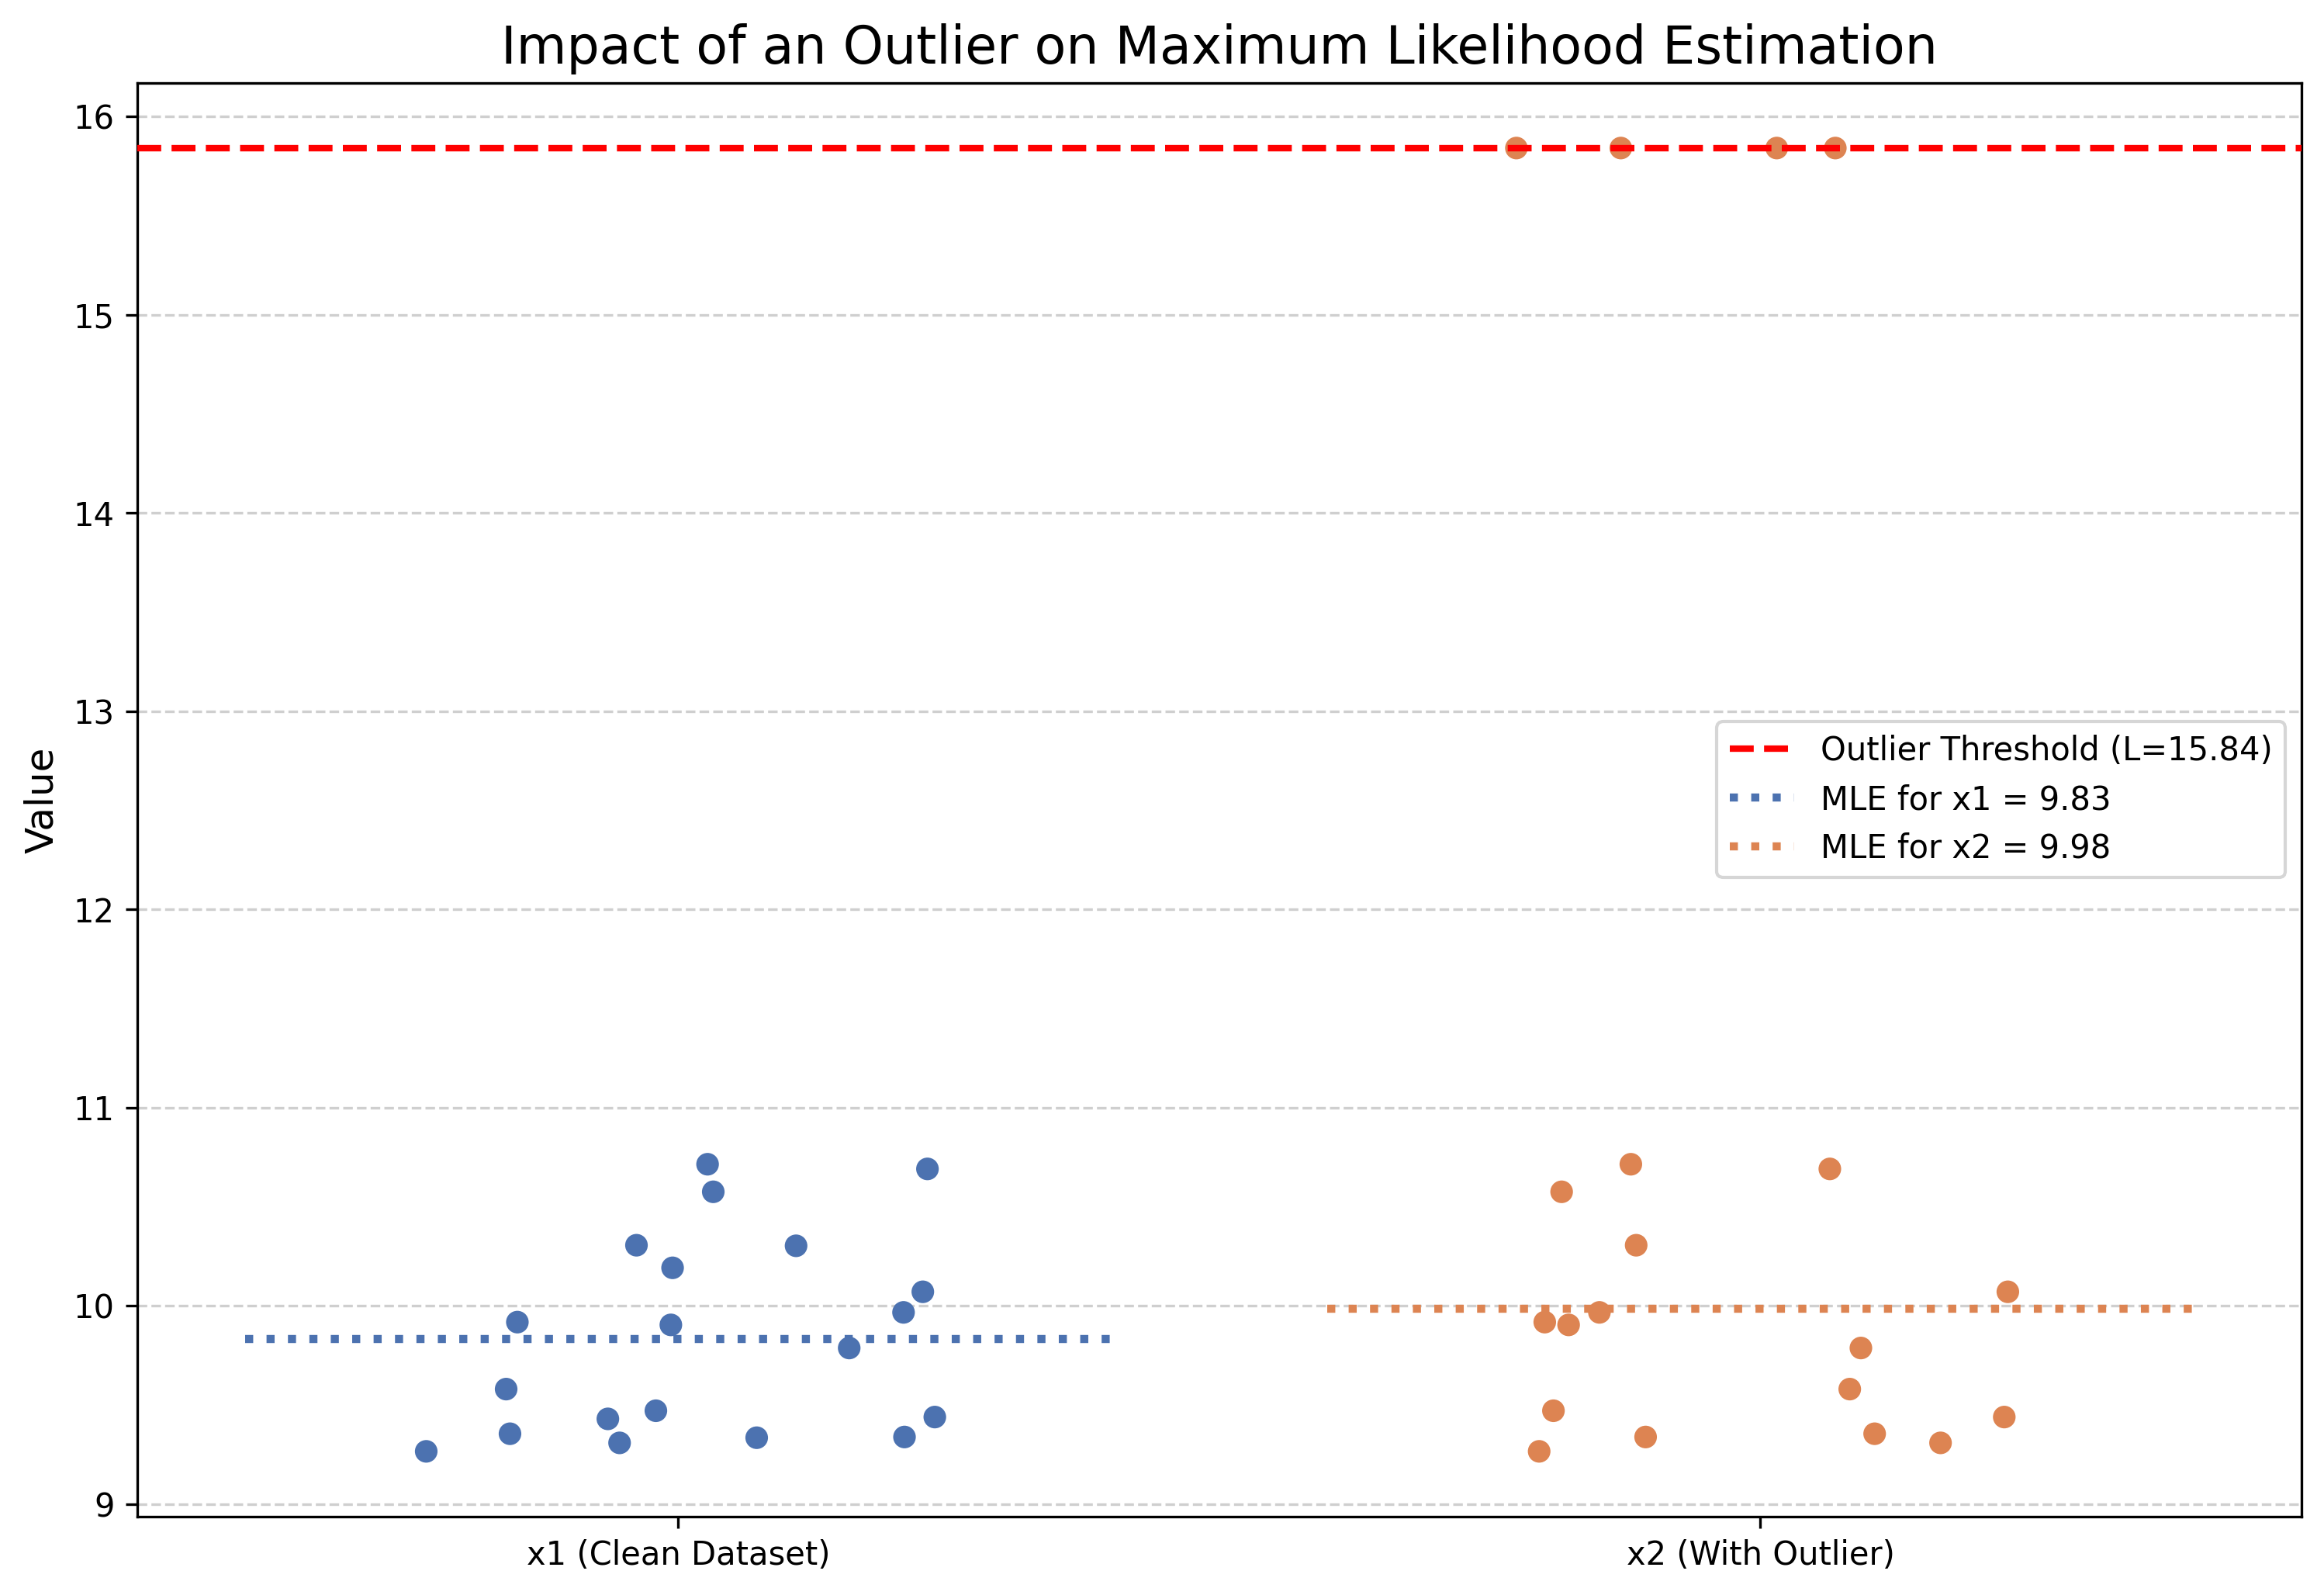 Impact of an Outlier on Maximum Likelihood Estimation
Value
16
15
14
13
12
11
10
9
Outlier Threshold (L=15.84)
MLE for x1 = 9.83
MLE for x2 = 9.98
x1 (Clean Dataset)
x2 (With Outlier)